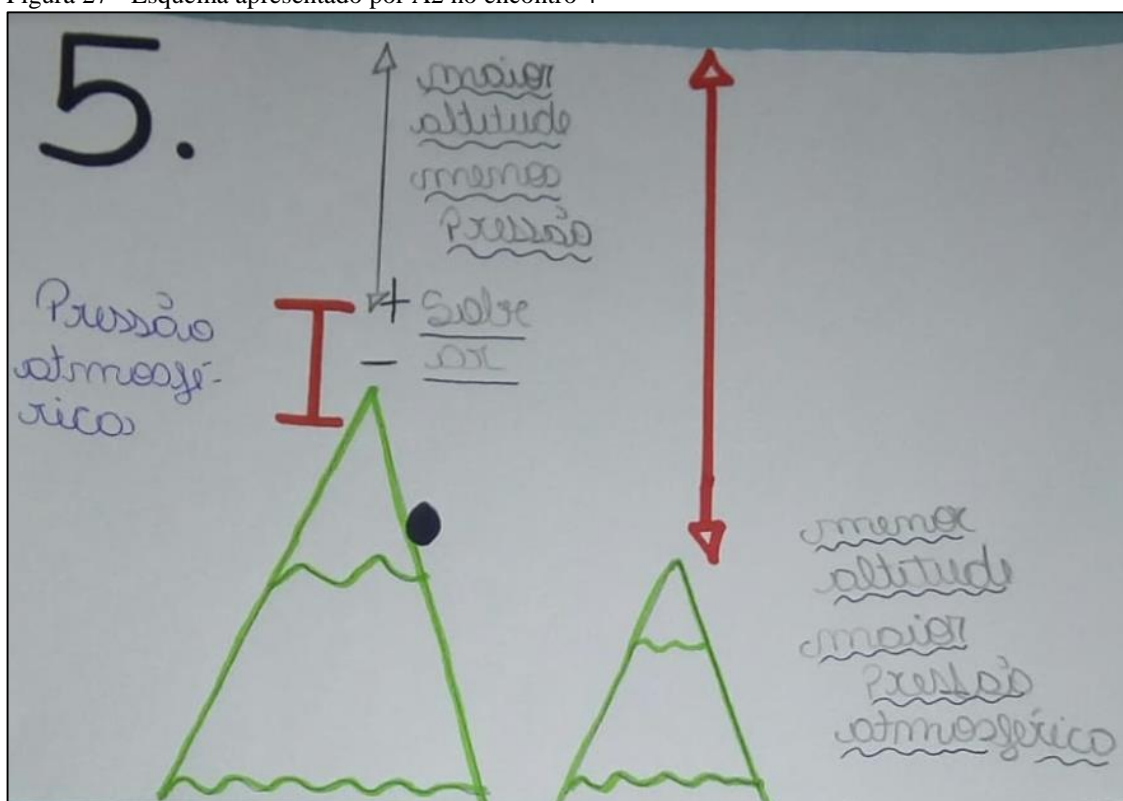 Figura 27 - Esquema apresentado por A2 no encontro 4
5.
maior
altitude
menos
Pressão
+ Sobre
- ar
Pressão
atmosfé-
rica
menor
altitude
maior
Pressão
atmosférica